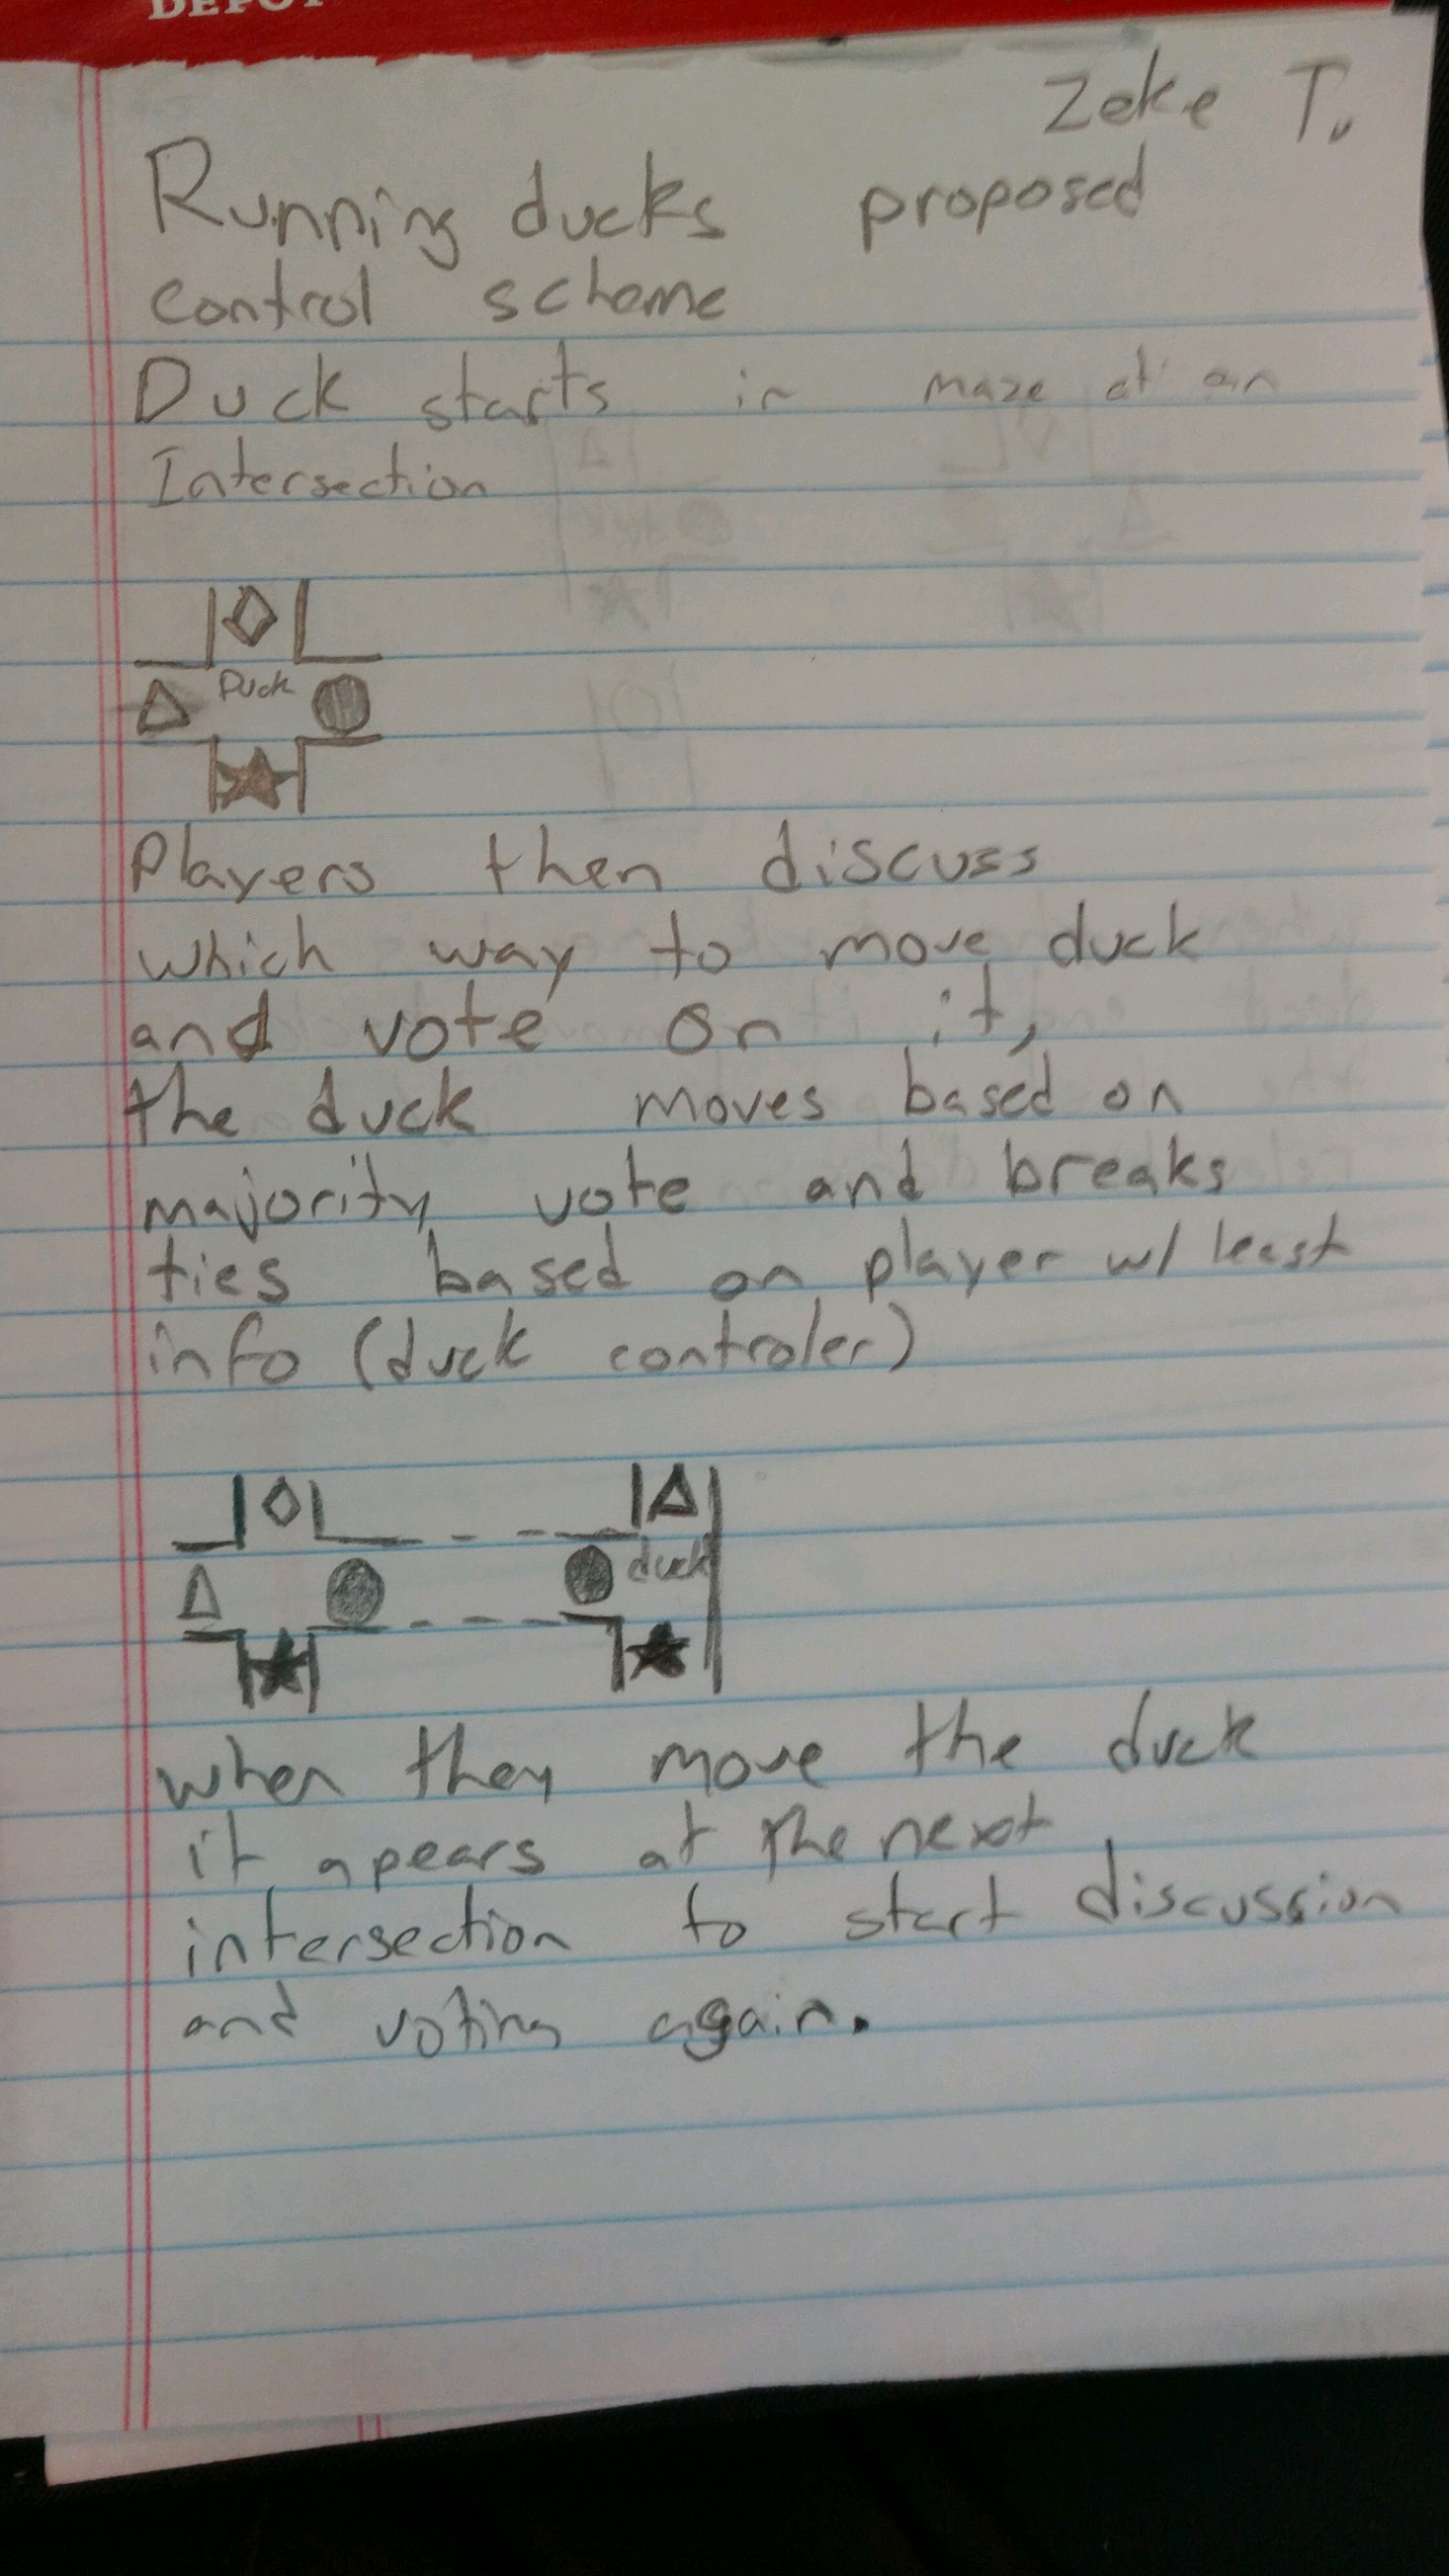 DEPOT
Zeke T.
Running ducks proposed
control scheme
Duck starts in maze at an
Intersection
Duck
Players then discuss
which way to move duck
and vote on it,
the duck moves based on
majority vote and breaks
ties based on player w/ least
info (duck controler)
duck
when they move the duck
it apears at the next
intersection to start discussion
and voting again.